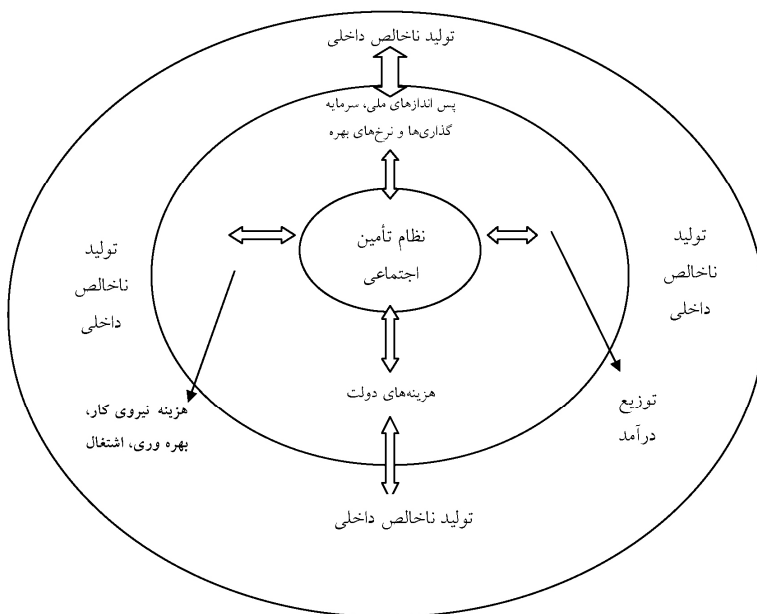 تولید ناخالص داخلی
پس اندازهای ملی، سرمایه
گذاری‌ها و نرخ‌های بهره
تولید
ناخالص
داخلی
نظام تأمین
اجتماعی
تولید
ناخالص
داخلی
هزینه‌های دولت
توزیع
درآمد
هزینه نیروی کار،
بهره وری، اشتغال
تولید ناخالص داخلی